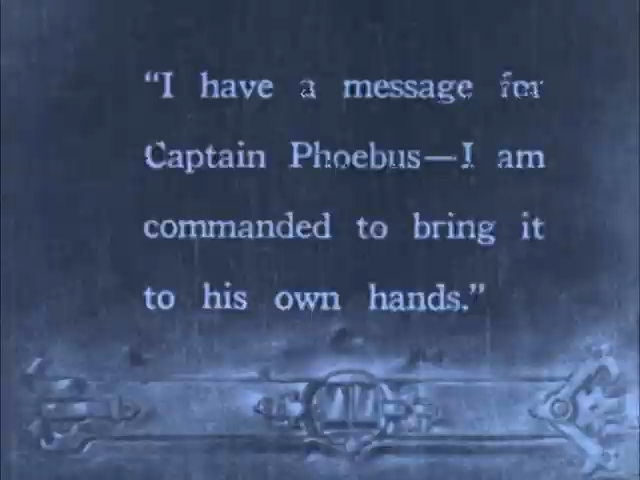 “I have a message for
Captain Phoebus—I am
commanded to bring it
to his own hands.”